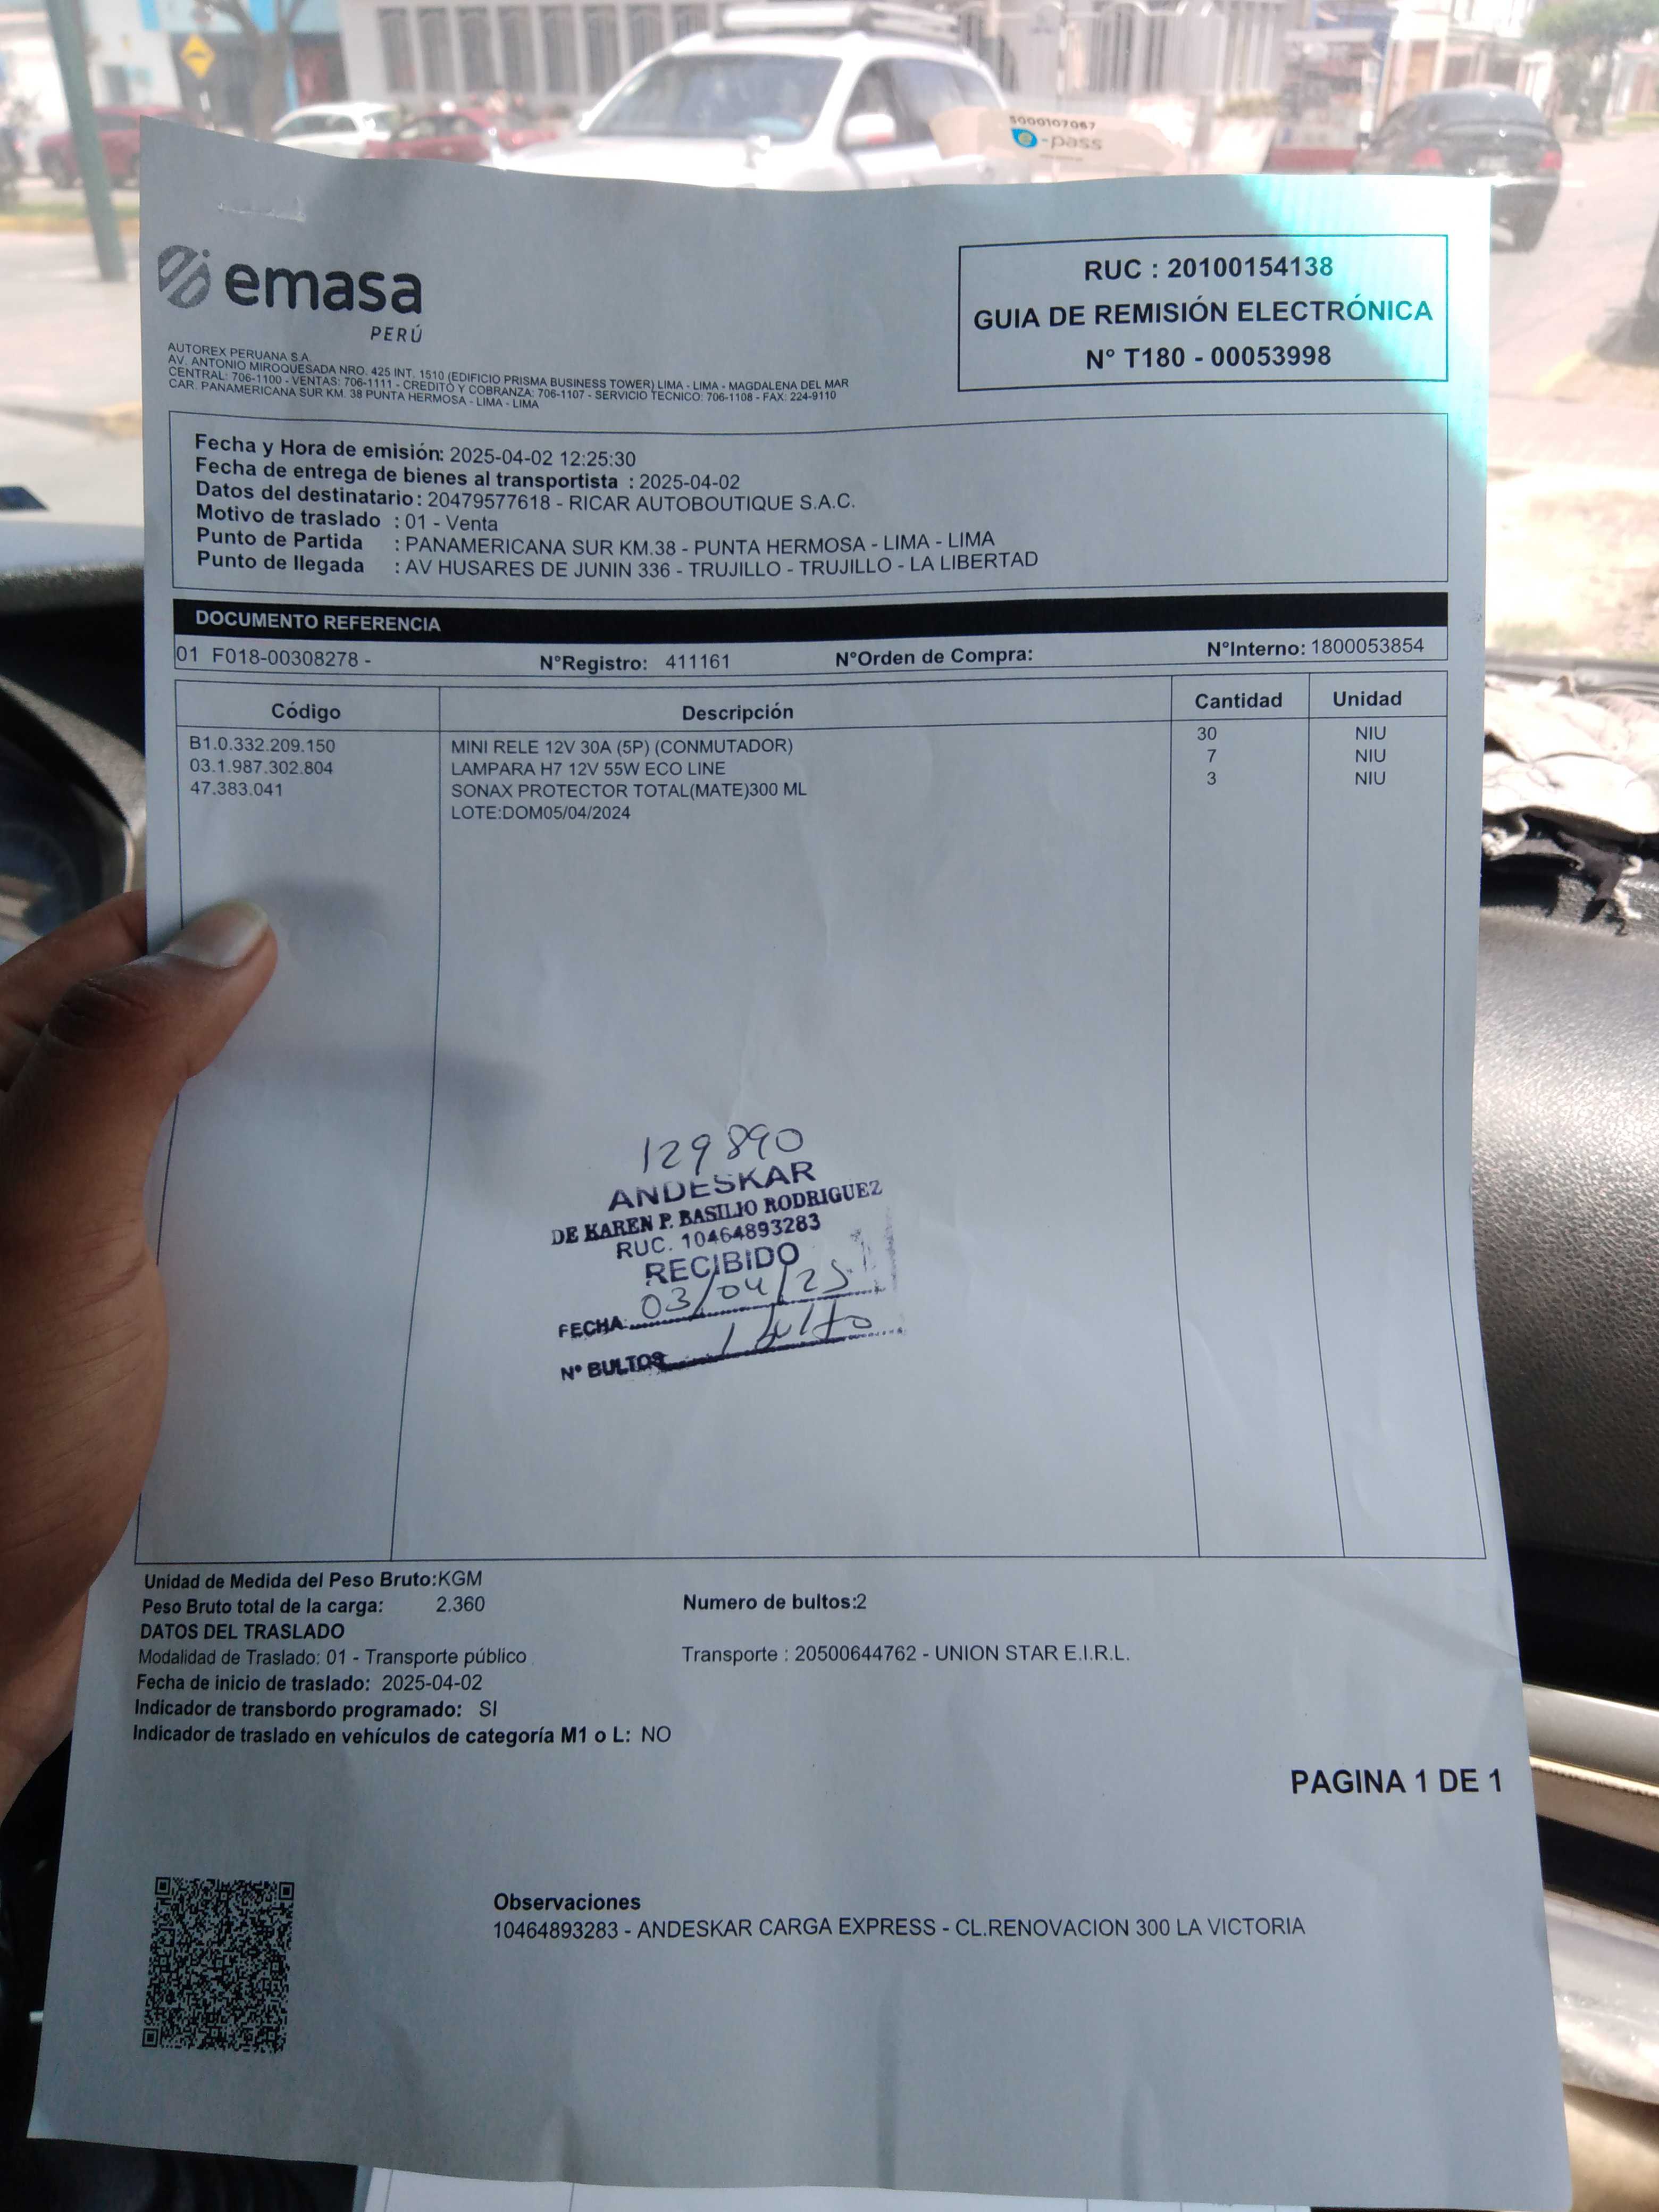 5000107067
e-pass
emasa
PERÚ
RUC : 20100154138
GUIA DE REMISIÓN ELECTRÓNICA
N° T180 - 00053998
AUTOREX PERUANA S.A.
AV. ANTONIO MIROQUESADA NRO. 425 INT. 1510 (EDIFICIO PRISMA BUSINESS TOWER) LIMA - LIMA - MAGDALENA DEL MAR
CENTRAL: 706-1100 - VENTAS: 706-1111 - CREDITO Y COBRANZA: 706-1107 - SERVICIO TECNICO: 706-1108 - FAX: 224-9110
CAR. PANAMERICANA SUR KM. 38 PUNTA HERMOSA - LIMA - LIMA
Fecha y Hora de emisión: 2025-04-02 12:25:30
Fecha de entrega de bienes al transportista : 2025-04-02
Datos del destinatario: 20479577618 - RICAR AUTOBOUTIQUE S.A.C.
Motivo de traslado : 01 - Venta
Punto de Partida : PANAMERICANA SUR KM.38 - PUNTA HERMOSA - LIMA - LIMA
Punto de llegada : AV HUSARES DE JUNIN 336 - TRUJILLO - TRUJILLO - LA LIBERTAD
DOCUMENTO REFERENCIA
01 F018-00308278 - N°Registro: 411161 N°Orden de Compra: N°Interno: 1800053854
Código Descripción Cantidad Unidad
B1.0.332.209.150 MINI RELE 12V 30A (5P) (CONMUTADOR) 30 NIU
03.1.987.302.804 LAMPARA H7 12V 55W ECO LINE 7 NIU
47.383.041 SONAX PROTECTOR TOTAL(MATE)300 ML 3 NIU
LOTE:DOM05/04/2024
129890
ANDESKAR
DE KAREN P. BASILIO RODRIGUEZ
RUC. 10464893283
RECIBIDO
FECHA: 03/04/25
N° BULTOS 1 bulto
Unidad de Medida del Peso Bruto:KGM
Peso Bruto total de la carga: 2.360 Numero de bultos:2
DATOS DEL TRASLADO
Modalidad de Traslado: 01 - Transporte público Transporte : 20500644762 - UNION STAR E.I.R.L.
Fecha de inicio de traslado: 2025-04-02
Indicador de transbordo programado: SI
Indicador de traslado en vehículos de categoría M1 o L: NO
PAGINA 1 DE 1
Observaciones
10464893283 - ANDESKAR CARGA EXPRESS - CL.RENOVACION 300 LA VICTORIA